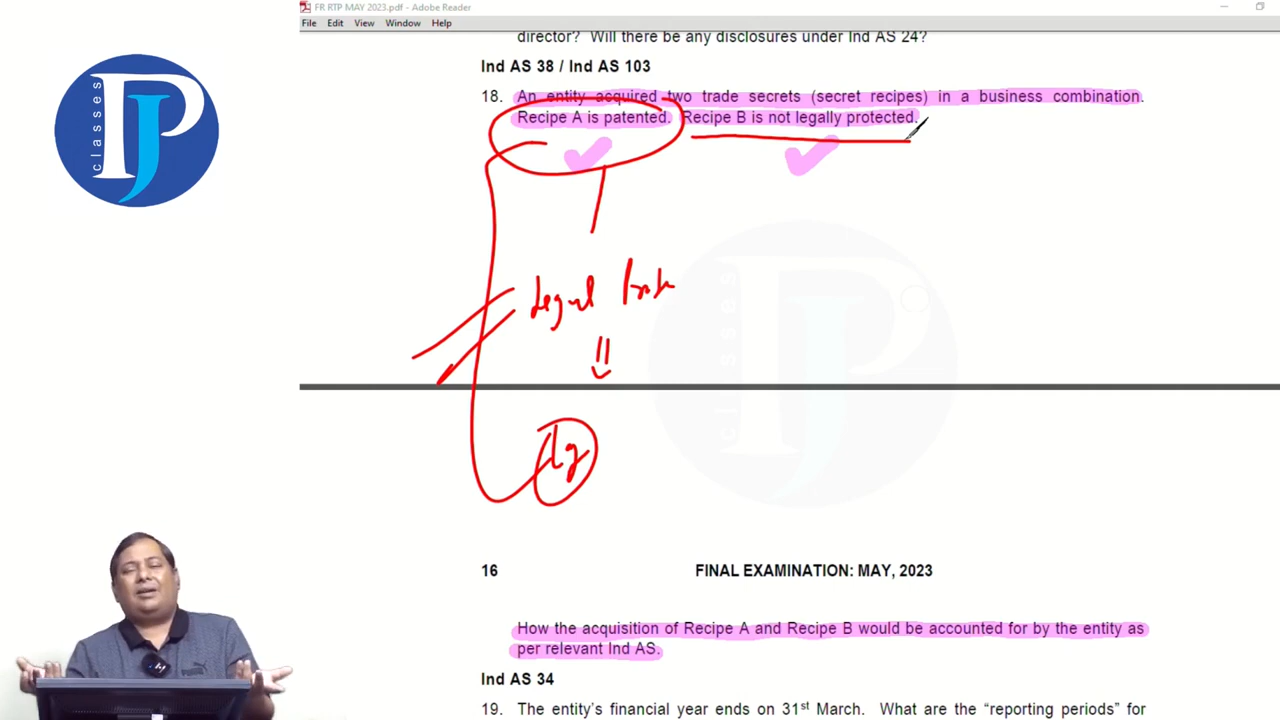 FR RTP MAY 2023.pdf - Adobe Reader
File Edit View Window Help
director? Will there be any disclosures under Ind AS 24?
Ind AS 38 / Ind AS 103
18. An entity acquired two trade secrets (secret recipes) in a business combination.
Recipe A is patented. Recipe B is not legally protected.
Legal
16 FINAL EXAMINATION: MAY, 2023
How the acquisition of Recipe A and Recipe B would be accounted for by the entity as
per relevant Ind AS.
Ind AS 34
19. The entity's financial year ends on 31st March. What are the “reporting periods” for
PJ
classes
classes
PUMA